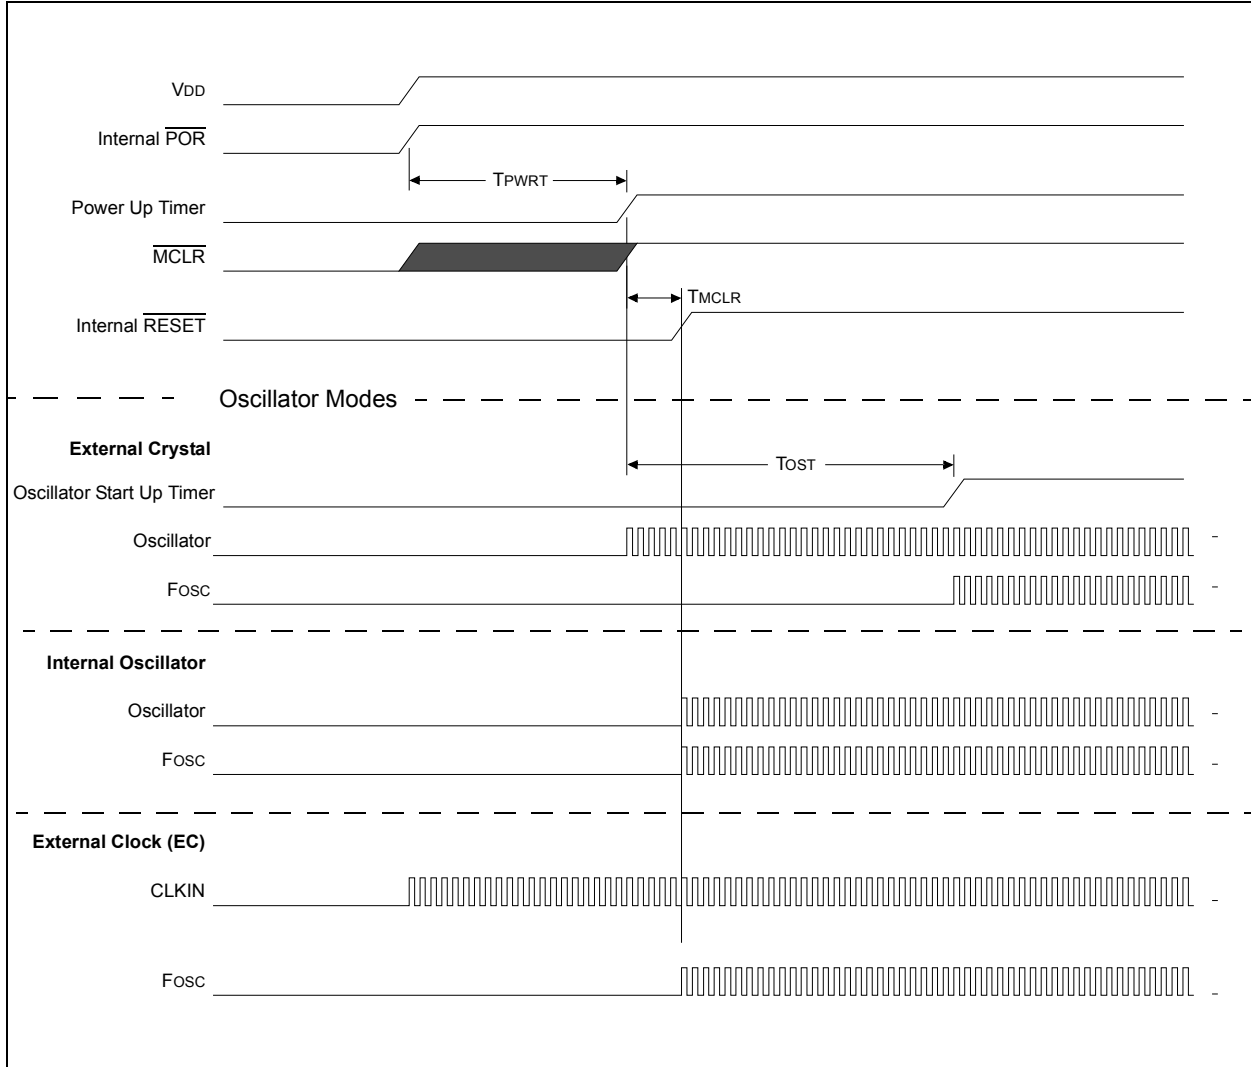 VDD
Internal POR
TPWRT
Power Up Timer
MCLR
TMCLR
Internal RESET
Oscillator Modes
External Crystal
TOST
Oscillator Start Up Timer
Oscillator
FOSC
Internal Oscillator
Oscillator
FOSC
External Clock (EC)
CLKIN
FOSC